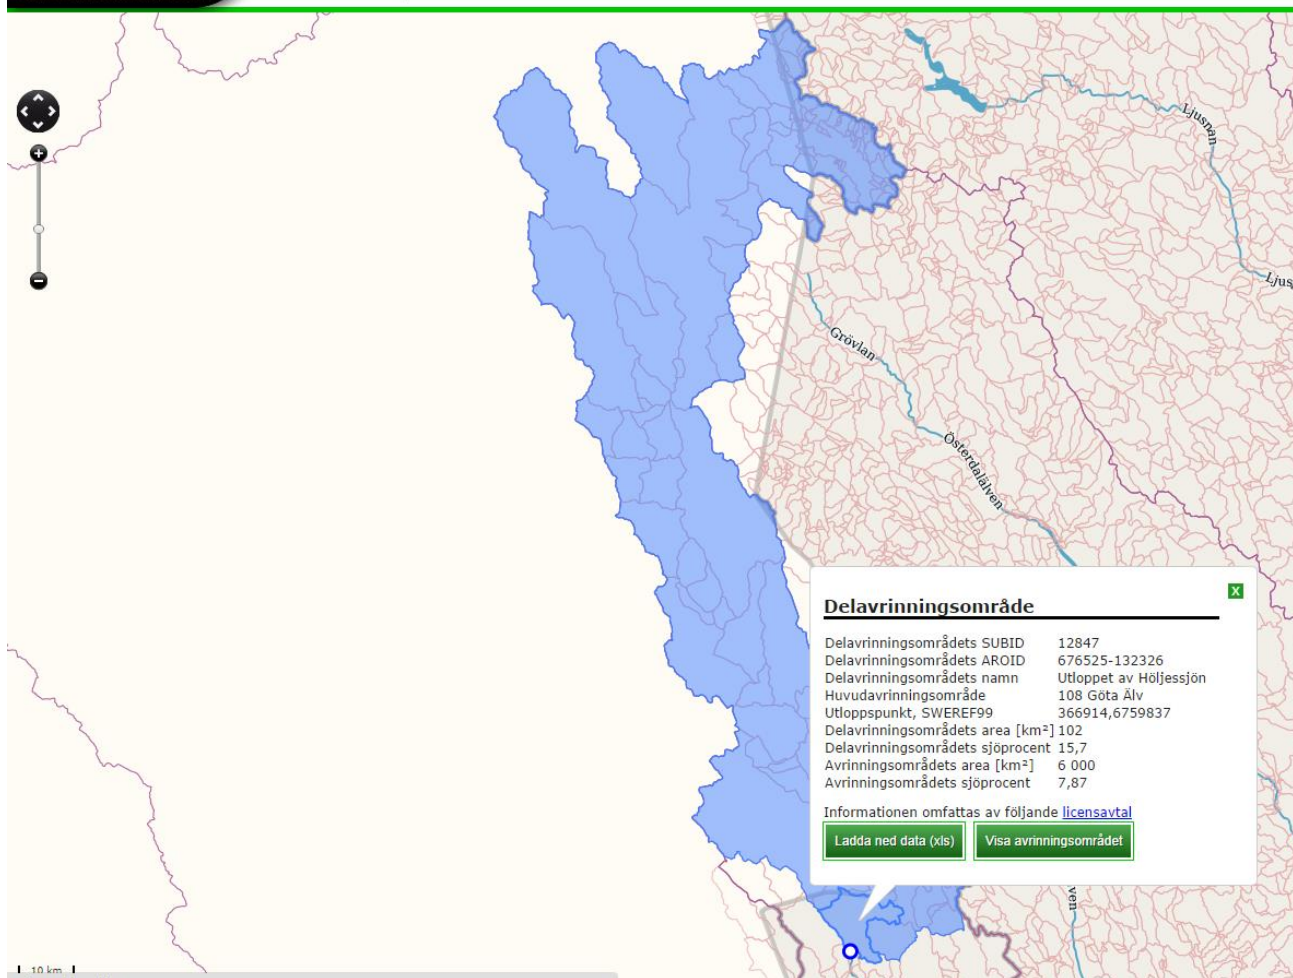 Ljusnan
Ljus
Grövlan
Österdalälven
X
Delavrinningsområde
Delavrinningsområdets SUBID 12847
Delavrinningsområdets AROID 676525-132326
Delavrinningsområdets namn Utloppet av Höljessjön
Huvudavrinningsområde 108 Göta Älv
Utloppspunkt, SWEREF99 366914,6759837
Delavrinningsområdets area [km²] 102
Delavrinningsområdets sjöprocent 15,7
Avrinningsområdets area [km²] 6 000
Avrinningsområdets sjöprocent 7,87
Informationen omfattas av följande licensavtal
Ladda ned data (xls) Visa avrinningsområdet
ven
10 km